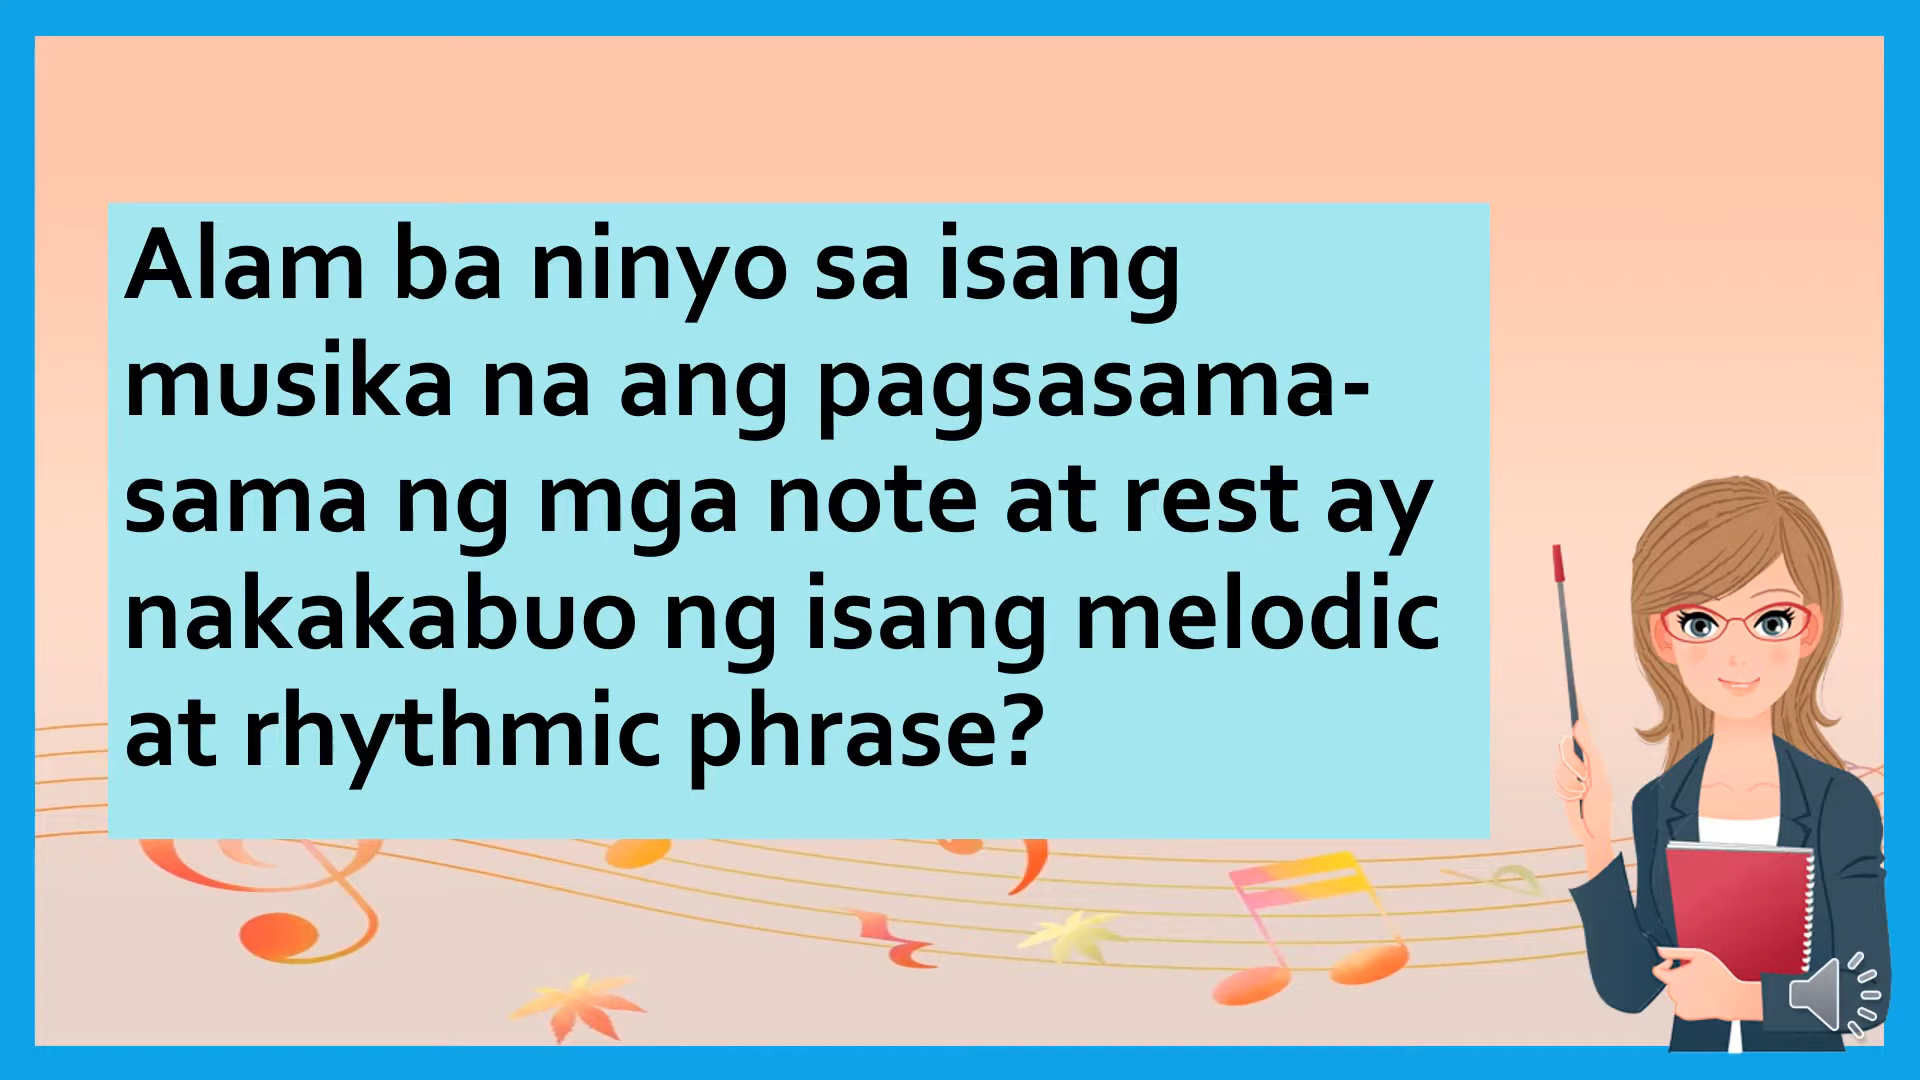 Alam ba ninyo sa isang
musika na ang pagsasama-
sama ng mga note at rest ay
nakakabuo ng isang melodic
at rhythmic phrase?